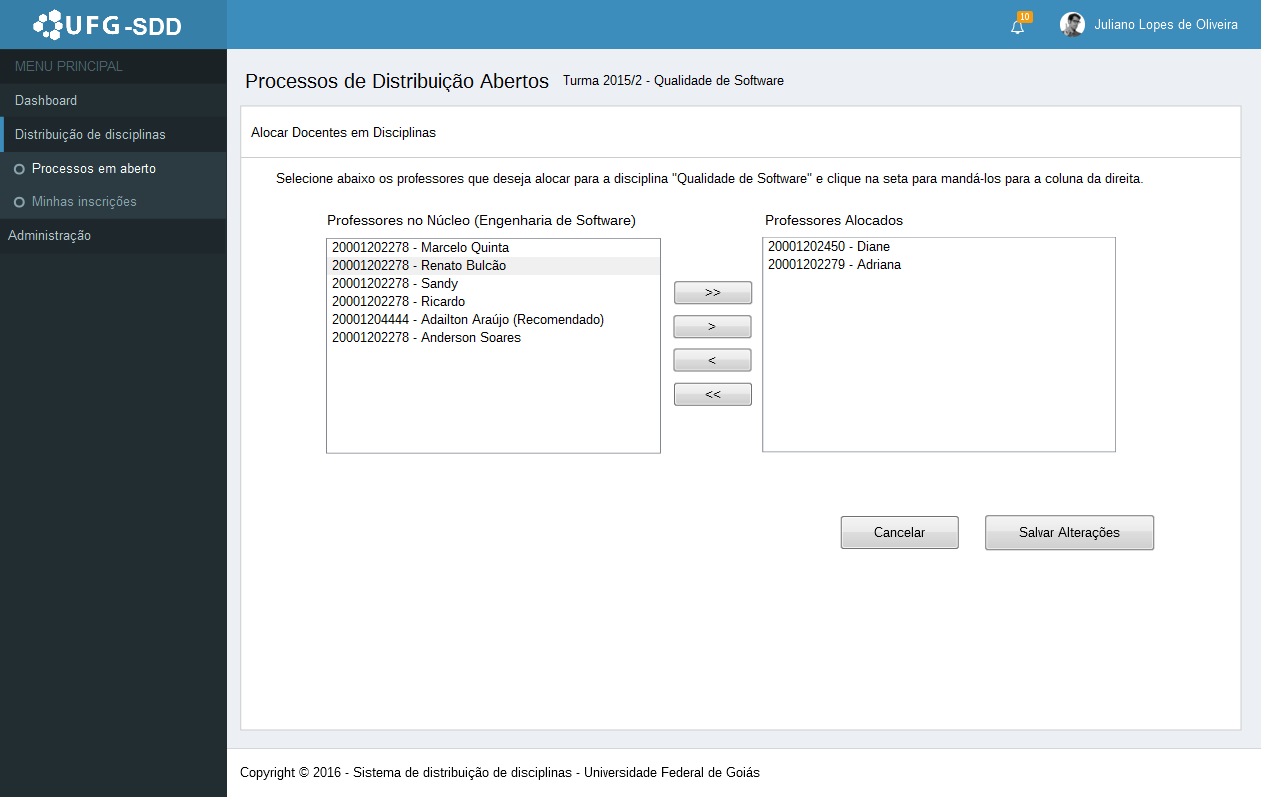 UFG-SDD
10
Juliano Lopes de Oliveira
MENU PRINCIPAL
Dashboard
Distribuição de disciplinas
Processos em aberto
Minhas inscrições
Administração
Processos de Distribuição Abertos Turma 2015/2 - Qualidade de Software
Alocar Docentes em Disciplinas
Selecione abaixo os professores que deseja alocar para a disciplina "Qualidade de Software" e clique na seta para mandá-los para a coluna da direita.
Professores no Núcleo (Engenharia de Software)
20001202278 - Marcelo Quinta
20001202278 - Renato Bulcão
20001202278 - Sandy
20001202278 - Ricardo
20001204444 - Adailton Araújo (Recomendado)
20001202278 - Anderson Soares
>>
>
<
<<
Professores Alocados
20001202450 - Diane
20001202279 - Adriana
Cancelar
Salvar Alterações
Copyright © 2016 - Sistema de distribuição de disciplinas - Universidade Federal de Goiás